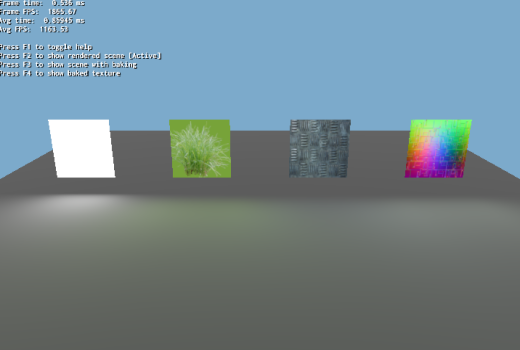 Frame time: 0.536 ms
Frame FPS: 1865.67
Avg time: 0.85945 ms
Avg FPS: 1163.53
Press F1 to toggle help
Press F2 to show rendered scene [Active]
Press F3 to show scene with baking
Press F4 to show baked texture